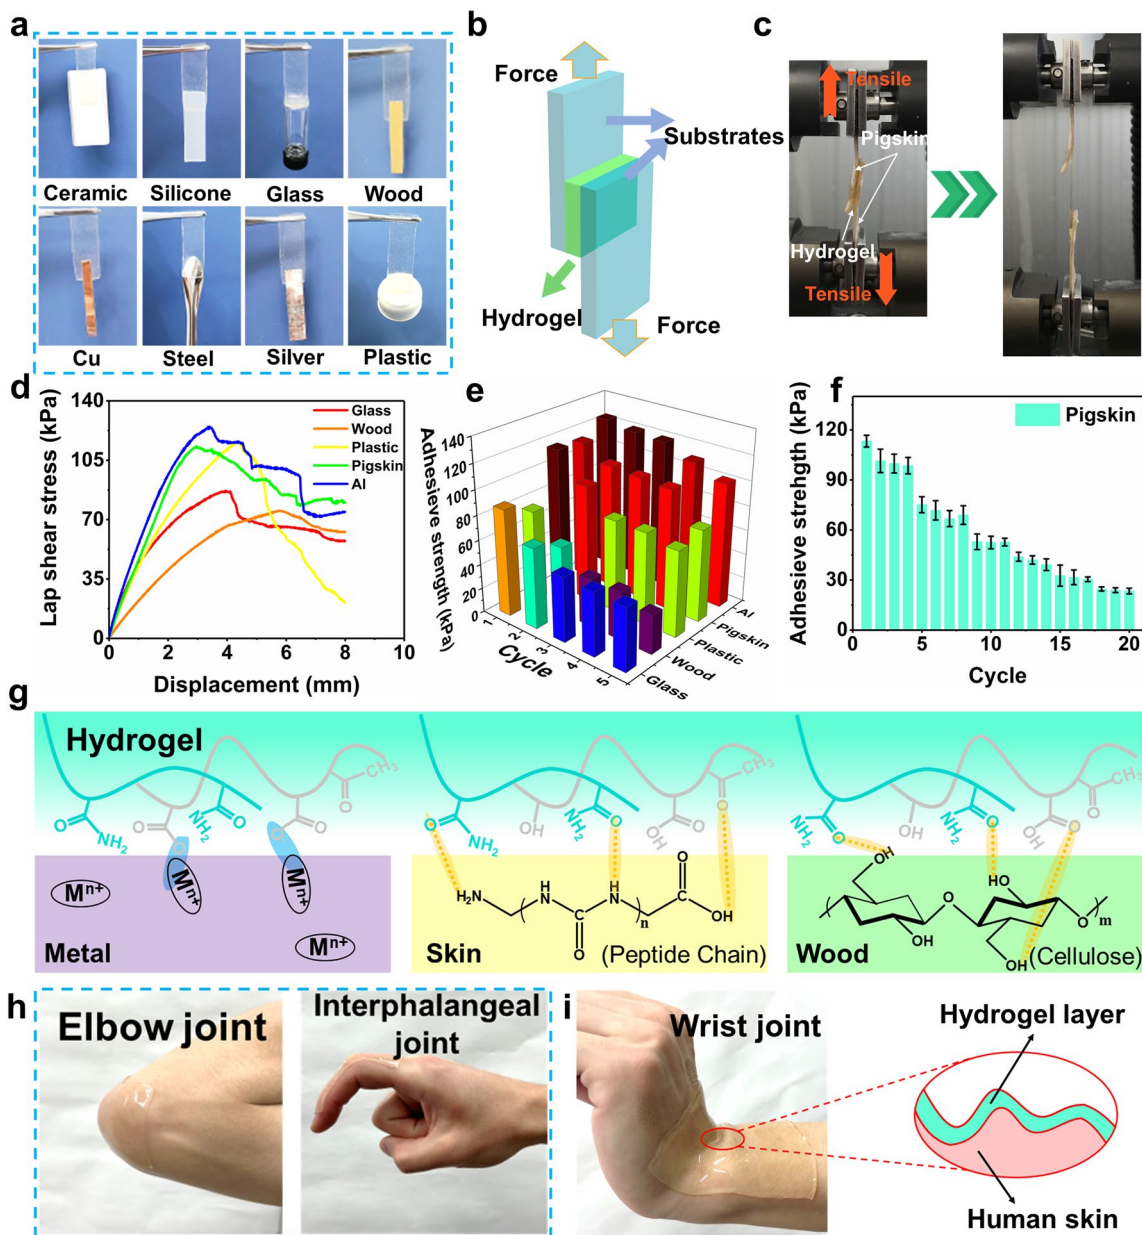 a
Ceramic
Silicone
Glass
Wood
Cu
Steel
Silver
Plastic
b
Force
Substrates
Hydrogel
Force
c
Tensile
Pigskin
Hydrogel
Tensile
d
Lap shear stress (kPa)
140
105
70
35
0
0 2 4 6 8 10
Displacement (mm)
Glass
Wood
Plastic
Pigskin
Al
e
Adhesieve strength (kPa)
140
120
100
80
60
40
20
0
1
2
3
4
5
Cycle
Al
Pigskin
Plastic
Wood
Glass
f
Adhesieve strehgth (kPa)
120
90
60
30
0
0 5 10 15 20
Cycle
Pigskin
g
Hydrogel
O
NH2
O
O
O
NH2
O
O
O
CH3
Mn+
Mn+
Mn+
Mn+
Metal
O
NH2
OH
O
NH2
O
OH
O
CH3
H2N
H
N
O
H
N
n
O
OH
Skin
(Peptide Chain)
NH2
O
OH
O
NH2
O
OH
O
CH3
OH
O
OH
O
HO
OH
O
m
OH
Wood
(Cellulose)
h
Elbow joint
Interphalangeal
joint
i
Wrist joint
Hydrogel layer
Human skin